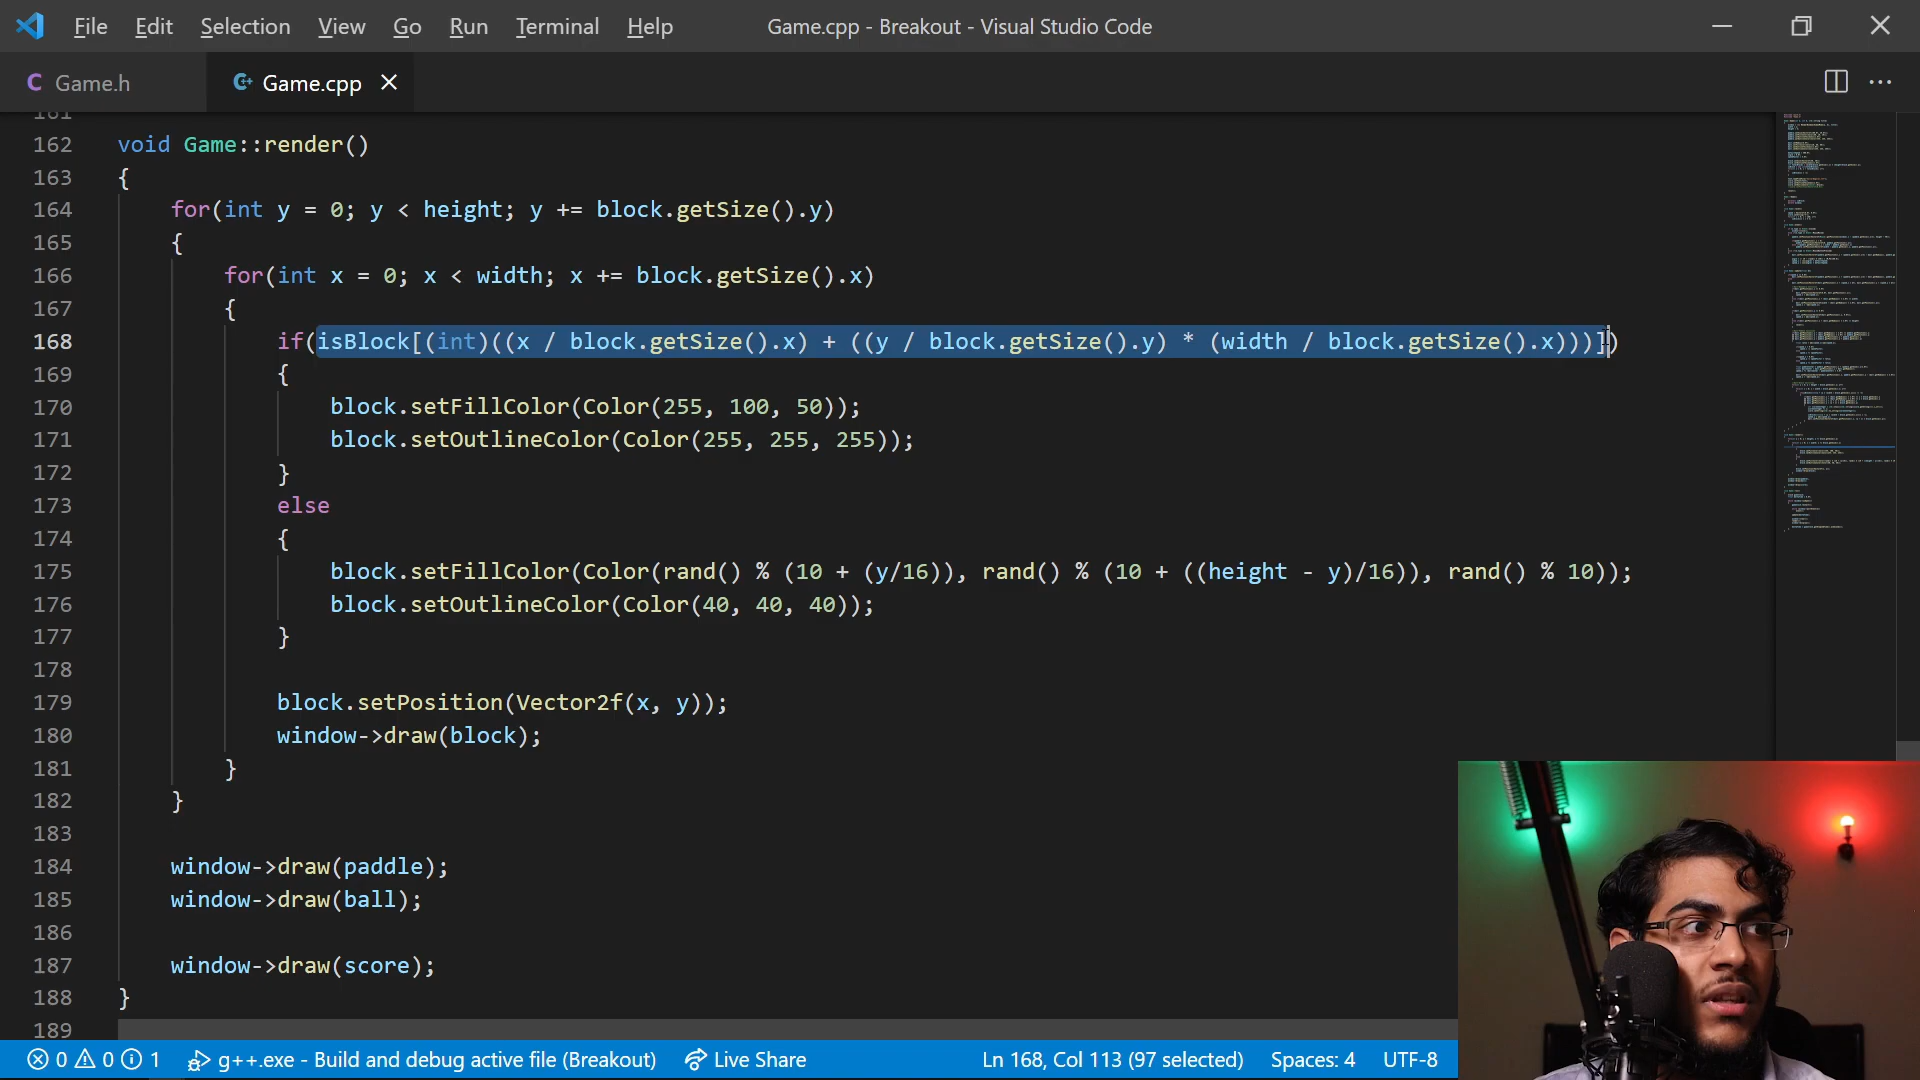 File Edit Selection View Go Run Terminal Help Game.cpp - Breakout - Visual Studio Code
C Game.h Game.cpp
161
162 void Game::render()
163 {
164 for(int y = 0; y < height; y += block.getSize().y)
165 {
166 for(int x = 0; x < width; x += block.getSize().x)
167 {
168 if(isBlock[(int)((x / block.getSize().x) + ((y / block.getSize().y) * (width / block.getSize().x)))])
169 {
170 block.setFillColor(Color(255, 100, 50));
171 block.setOutlineColor(Color(255, 255, 255));
172 }
173 else
174 {
175 block.setFillColor(Color(rand() % (10 + (y/16)), rand() % (10 + ((height - y)/16)), rand() % 10));
176 block.setOutlineColor(Color(40, 40, 40));
177 }
178
179 block.setPosition(Vector2f(x, y));
180 window->draw(block);
181 }
182 }
183
184 window->draw(paddle);
185 window->draw(ball);
186
187 window->draw(score);
188 }
189
0 0 1 g++.exe - Build and debug active file (Breakout) Live Share Ln 168, Col 113 (97 selected) Spaces: 4 UTF-8